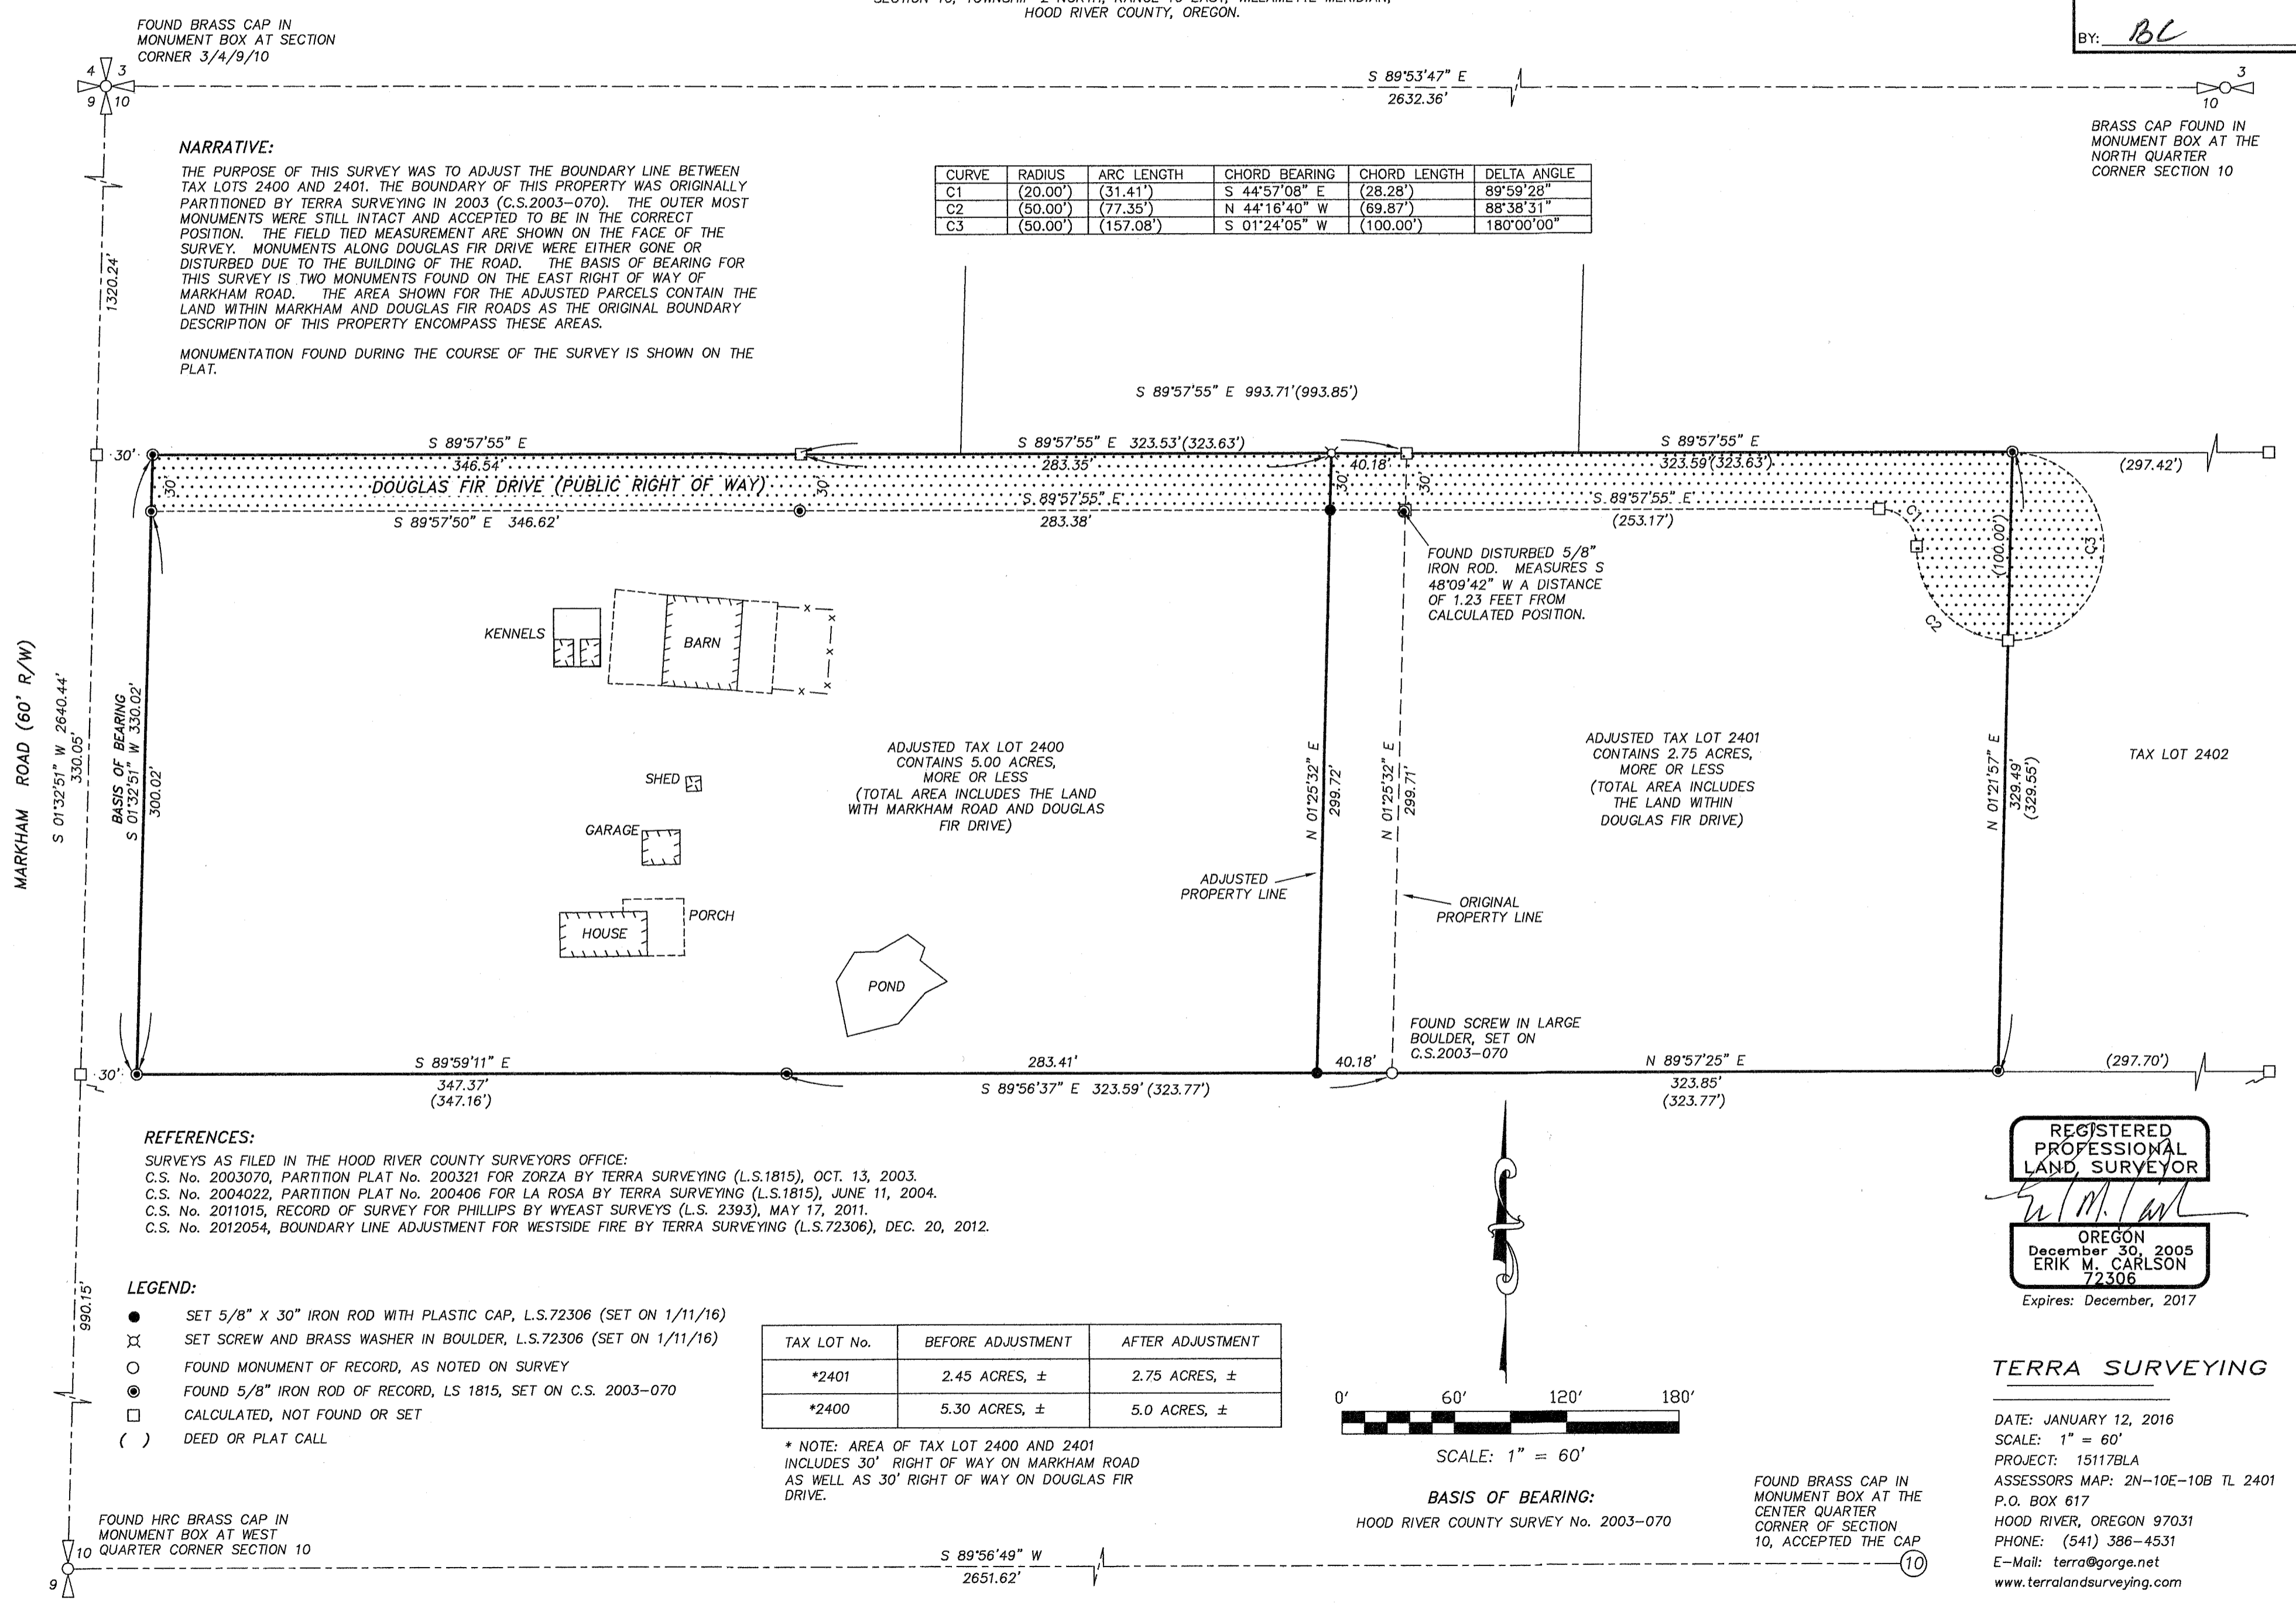 SECTION 10, TOWNSHIP 2 NORTH, RANGE 10 EAST, WILLAMETTE MERIDIAN,
HOOD RIVER COUNTY, OREGON.
BY: BC
FOUND BRASS CAP IN
MONUMENT BOX AT SECTION
CORNER 3/4/9/10
4 3
9 10
S 89°53'47" E
2632.36'
3
10
BRASS CAP FOUND IN
MONUMENT BOX AT THE
NORTH QUARTER
CORNER SECTION 10
NARRATIVE:
THE PURPOSE OF THIS SURVEY WAS TO ADJUST THE BOUNDARY LINE BETWEEN
TAX LOTS 2400 AND 2401. THE BOUNDARY OF THIS PROPERTY WAS ORIGINALLY
PARTITIONED BY TERRA SURVEYING IN 2003 (C.S.2003-070). THE OUTER MOST
MONUMENTS WERE STILL INTACT AND ACCEPTED TO BE IN THE CORRECT
POSITION. THE FIELD TIED MEASUREMENT ARE SHOWN ON THE FACE OF THE
SURVEY. MONUMENTS ALONG DOUGLAS FIR DRIVE WERE EITHER GONE OR
DISTURBED DUE TO THE BUILDING OF THE ROAD. THE BASIS OF BEARING FOR
THIS SURVEY IS TWO MONUMENTS FOUND ON THE EAST RIGHT OF WAY OF
MARKHAM ROAD. THE AREA SHOWN FOR THE ADJUSTED PARCELS CONTAIN THE
LAND WITHIN MARKHAM AND DOUGLAS FIR ROADS AS THE ORIGINAL BOUNDARY
DESCRIPTION OF THIS PROPERTY ENCOMPASS THESE AREAS.
MONUMENTATION FOUND DURING THE COURSE OF THE SURVEY IS SHOWN ON THE
PLAT.
CURVE RADIUS ARC LENGTH CHORD BEARING CHORD LENGTH DELTA ANGLE
C1 (20.00') (31.41') S 44°57'08" E (28.28') 89°59'28"
C2 (50.00') (77.35') N 44°16'40" W (69.87') 88°38'31"
C3 (50.00') (157.08') S 01°24'05" W (100.00') 180°00'00"
1320.24'
S 89°57'55" E 993.71'(993.85')
30'
S 89°57'55" E
346.54'
S 89°57'55" E 323.53'(323.63')
283.35'
40.18'
S 89°57'55" E
323.59'(323.63')
(297.42')
30'
DOUGLAS FIR DRIVE (PUBLIC RIGHT OF WAY)
30'
30'
30'
S 89°57'50" E 346.62'
S 89°57'55" E
283.38'
S 89°57'55" E
(253.17')
C1
C2
C3
(100.00')
FOUND DISTURBED 5/8"
IRON ROD. MEASURES S
48°09'42" W A DISTANCE
OF 1.23 FEET FROM
CALCULATED POSITION.
KENNELS
BARN
SHED
GARAGE
PORCH
HOUSE
POND
MARKHAM ROAD (60' R/W)
S 01°32'51" W 2640.44'
330.05'
BASIS OF BEARING
S 01°32'51" W 330.02'
300.02'
ADJUSTED TAX LOT 2400
CONTAINS 5.00 ACRES,
MORE OR LESS
(TOTAL AREA INCLUDES THE LAND
WITH MARKHAM ROAD AND DOUGLAS
FIR DRIVE)
N 01°25'32" E
299.72'
N 01°25'32" E
299.71'
ADJUSTED TAX LOT 2401
CONTAINS 2.75 ACRES,
MORE OR LESS
(TOTAL AREA INCLUDES
THE LAND WITHIN
DOUGLAS FIR DRIVE)
N 01°21'57" E
329.49'
(329.55')
TAX LOT 2402
ADJUSTED
PROPERTY LINE
ORIGINAL
PROPERTY LINE
FOUND SCREW IN LARGE
BOULDER, SET ON
C.S.2003-070
30'
S 89°59'11" E
347.37'
(347.16')
283.41'
S 89°56'37" E 323.59' (323.77')
40.18'
N 89°57'25" E
323.85'
(323.77')
(297.70')
REFERENCES:
SURVEYS AS FILED IN THE HOOD RIVER COUNTY SURVEYORS OFFICE:
C.S. No. 2003070, PARTITION PLAT No. 200321 FOR ZORZA BY TERRA SURVEYING (L.S.1815), OCT. 13, 2003.
C.S. No. 2004022, PARTITION PLAT No. 200406 FOR LA ROSA BY TERRA SURVEYING (L.S.1815), JUNE 11, 2004.
C.S. No. 2011015, RECORD OF SURVEY FOR PHILLIPS BY WYEAST SURVEYS (L.S. 2393), MAY 17, 2011.
C.S. No. 2012054, BOUNDARY LINE ADJUSTMENT FOR WESTSIDE FIRE BY TERRA SURVEYING (L.S.72306), DEC. 20, 2012.
990.15'
LEGEND:
SET 5/8" X 30" IRON ROD WITH PLASTIC CAP, L.S.72306 (SET ON 1/11/16)
SET SCREW AND BRASS WASHER IN BOULDER, L.S.72306 (SET ON 1/11/16)
FOUND MONUMENT OF RECORD, AS NOTED ON SURVEY
FOUND 5/8" IRON ROD OF RECORD, LS 1815, SET ON C.S. 2003-070
CALCULATED, NOT FOUND OR SET
( ) DEED OR PLAT CALL
TAX LOT No. BEFORE ADJUSTMENT AFTER ADJUSTMENT
*2401 2.45 ACRES, ± 2.75 ACRES, ±
*2400 5.30 ACRES, ± 5.0 ACRES, ±
* NOTE: AREA OF TAX LOT 2400 AND 2401
INCLUDES 30' RIGHT OF WAY ON MARKHAM ROAD
AS WELL AS 30' RIGHT OF WAY ON DOUGLAS FIR
DRIVE.
0' 60' 120' 180'
SCALE: 1" = 60'
BASIS OF BEARING:
HOOD RIVER COUNTY SURVEY No. 2003-070
REGISTERED
PROFESSIONAL
LAND SURVEYOR
OREGON
December 30, 2005
ERIK M. CARLSON
72306
Expires: December, 2017
TERRA SURVEYING
DATE: JANUARY 12, 2016
SCALE: 1" = 60'
PROJECT: 15117BLA
ASSESSORS MAP: 2N-10E-10B TL 2401
P.O. BOX 617
HOOD RIVER, OREGON 97031
PHONE: (541) 386-4531
E-Mail: terra@gorge.net
www.terralandsurveying.com
FOUND BRASS CAP IN
MONUMENT BOX AT THE
CENTER QUARTER
CORNER OF SECTION
10, ACCEPTED THE CAP
10
FOUND HRC BRASS CAP IN
MONUMENT BOX AT WEST
QUARTER CORNER SECTION 10
10
9
S 89°56'49" W
2651.62'